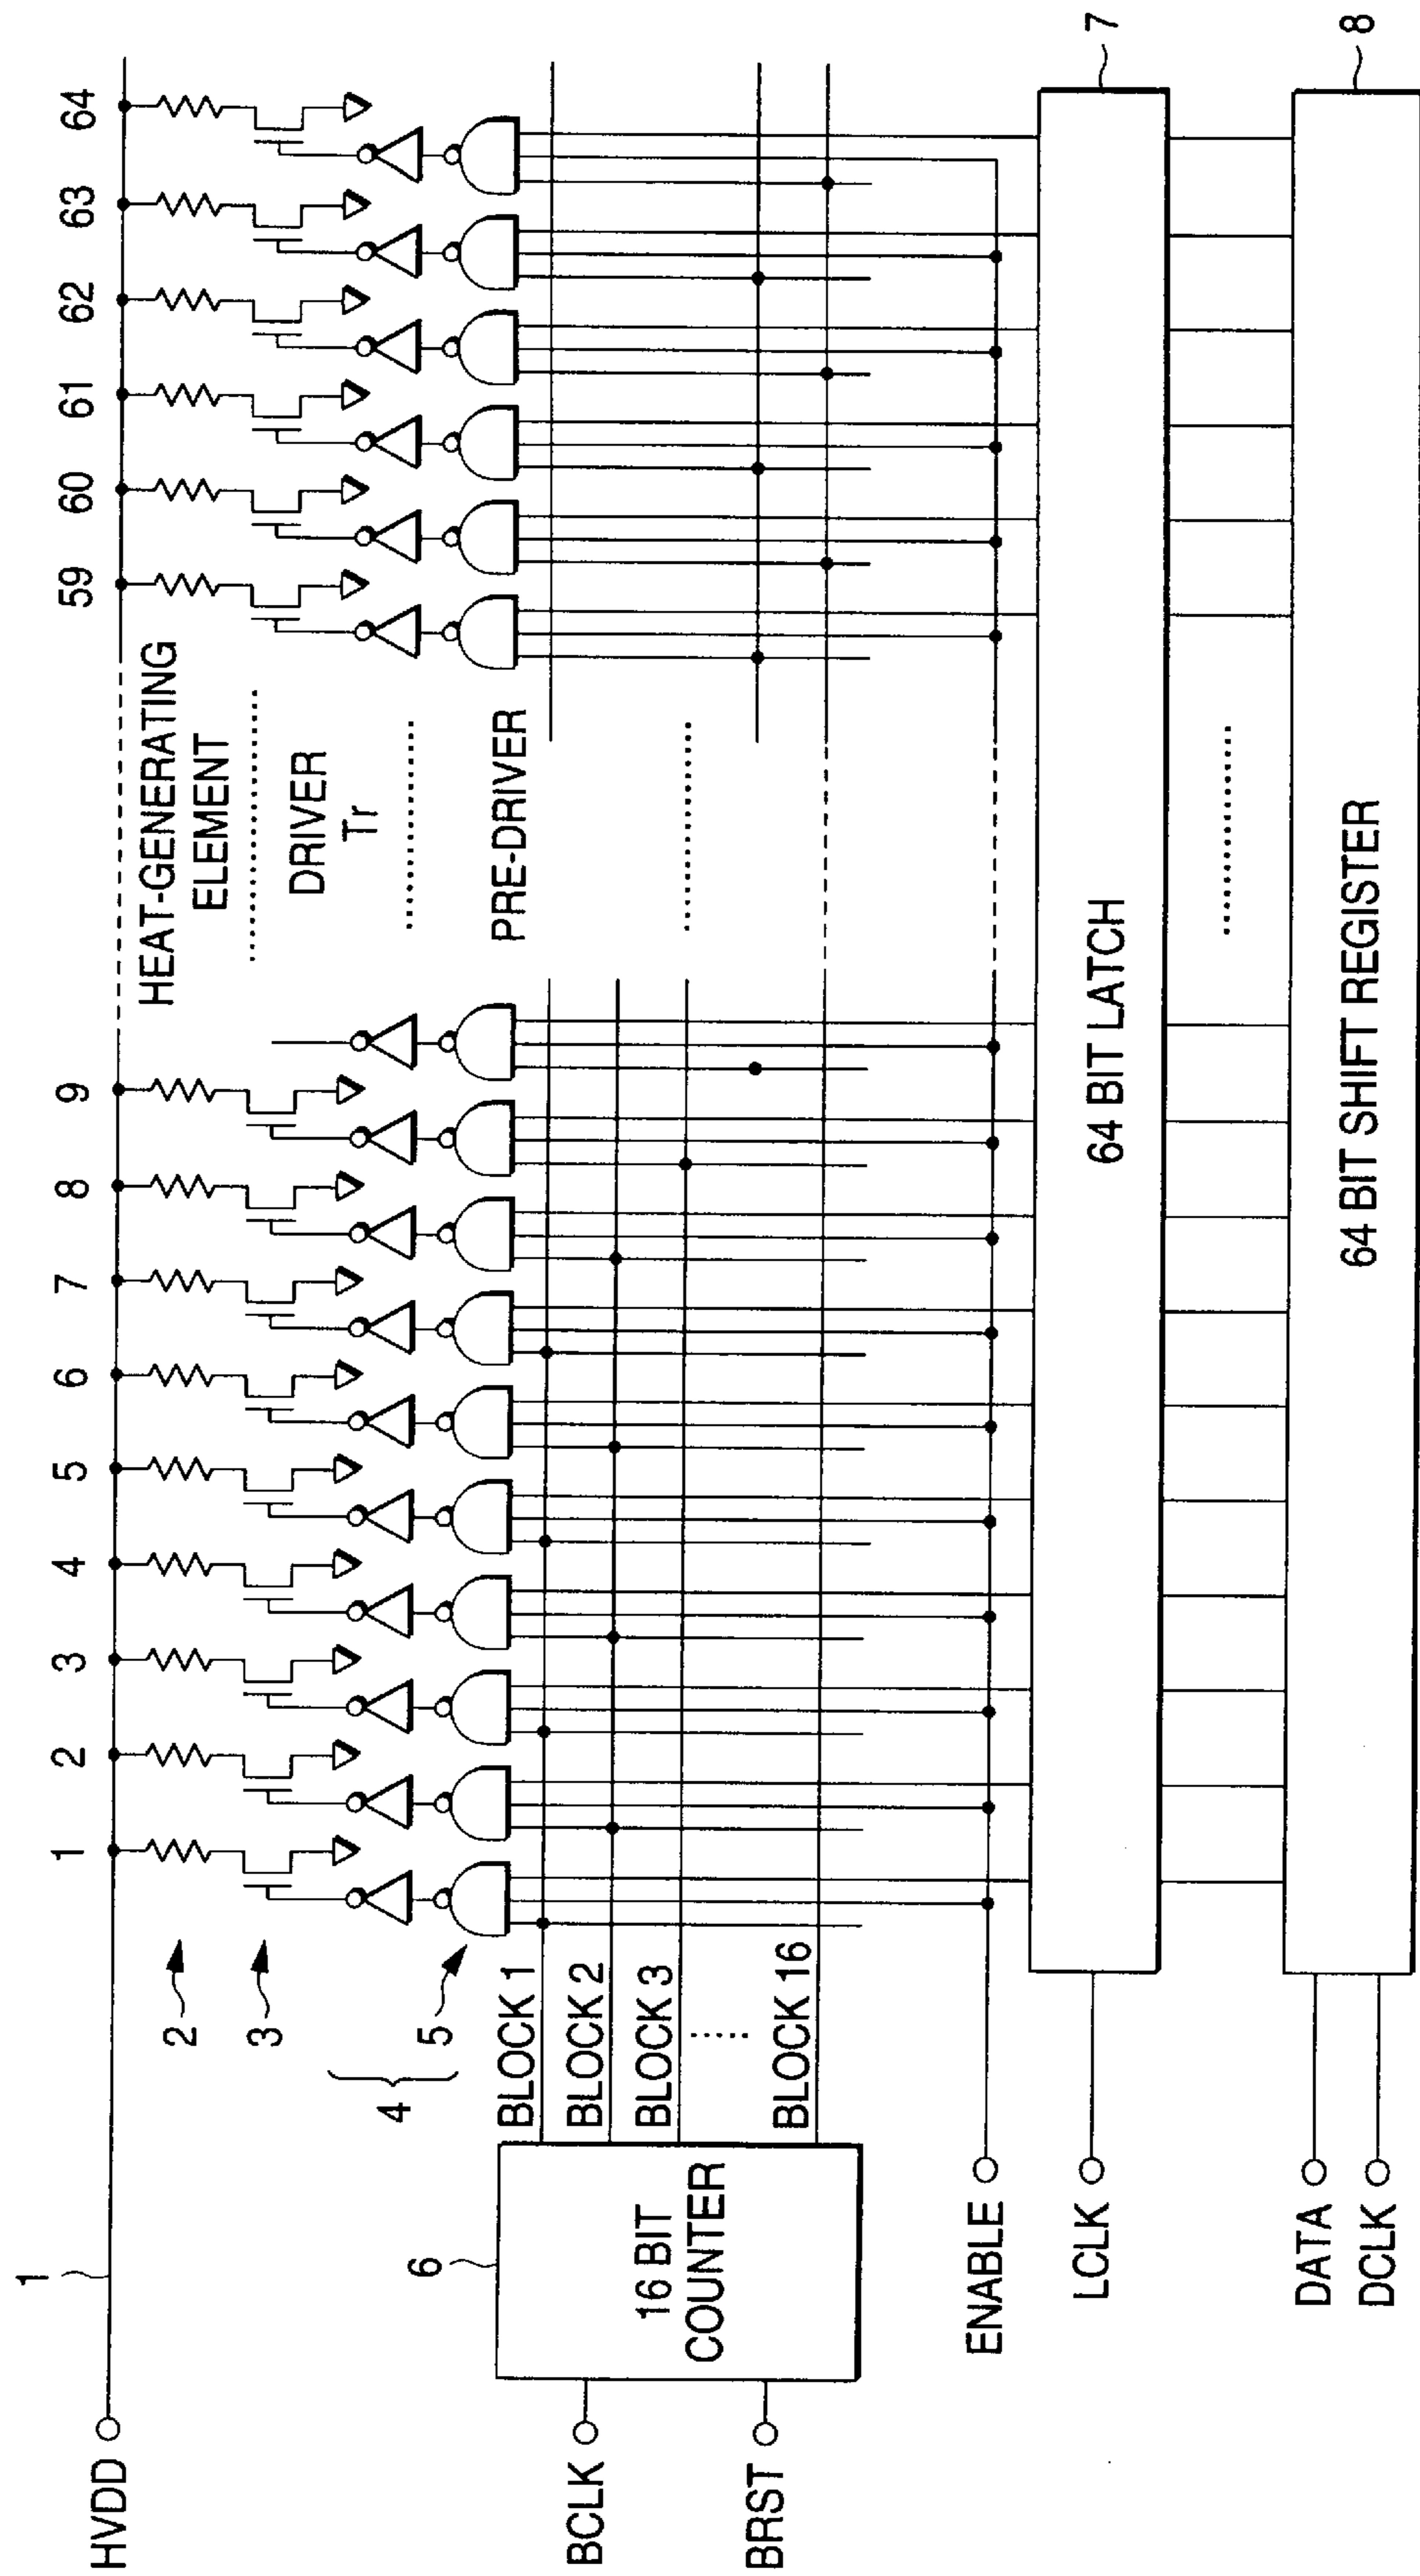 1 2 3 4 5 6 7 8 9 59 60 61 62 63 64
HVDD
1
2
HEAT-GENERATING
ELEMENT
3
DRIVER
Tr
4
5
PRE-DRIVER
6
16 BIT
COUNTER
BCLK
BRST
BLOCK 1
BLOCK 2
BLOCK 3
BLOCK 16
ENABLE
LCLK
64 BIT LATCH
7
DATA
DCLK
64 BIT SHIFT REGISTER
8